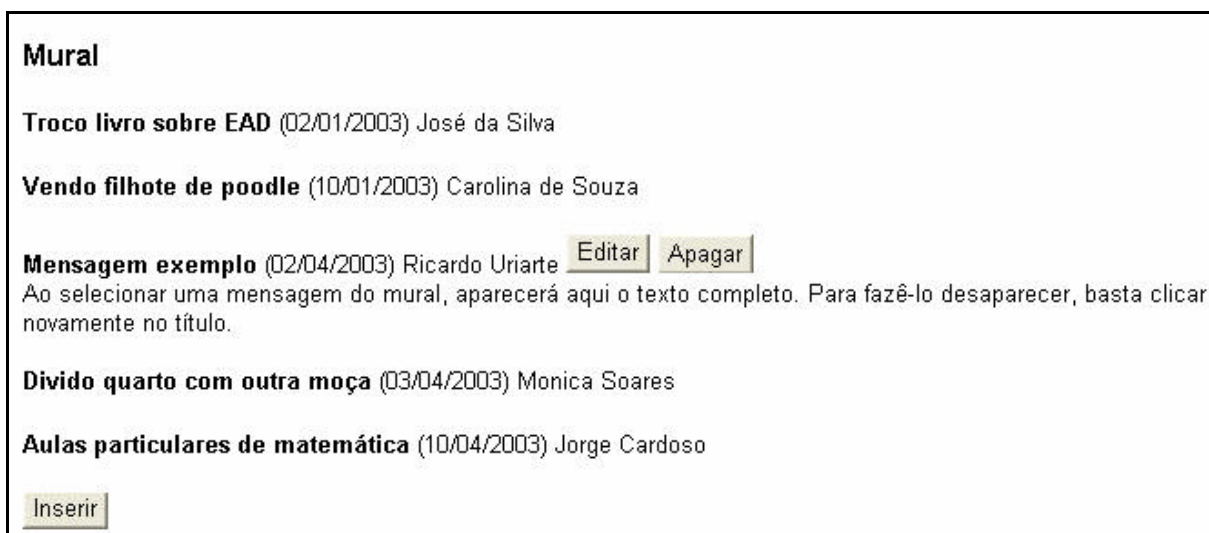 Mural
Troco livro sobre EAD (02/01/2003) José da Silva
Vendo filhote de poodle (10/01/2003) Carolina de Souza
Mensagem exemplo (02/04/2003) Ricardo Uriarte Editar Apagar
Ao selecionar uma mensagem do mural, aparecerá aqui o texto completo. Para fazê-lo desaparecer, basta clicar
novamente no título.
Divido quarto com outra moça (03/04/2003) Monica Soares
Aulas particulares de matemática (10/04/2003) Jorge Cardoso
Inserir